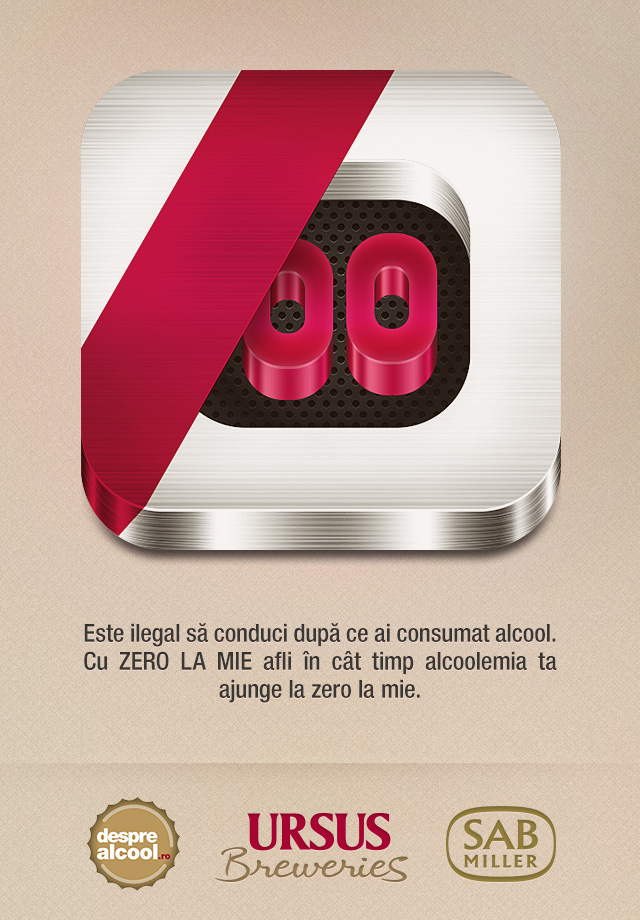 00
Este ilegal să conduci după ce ai consumat alcool.
Cu ZERO LA MIE afli în cât timp alcoolemia ta
ajunge la zero la mie.
despre
alcool.ro
URSUS
Breweries
SAB
MILLER